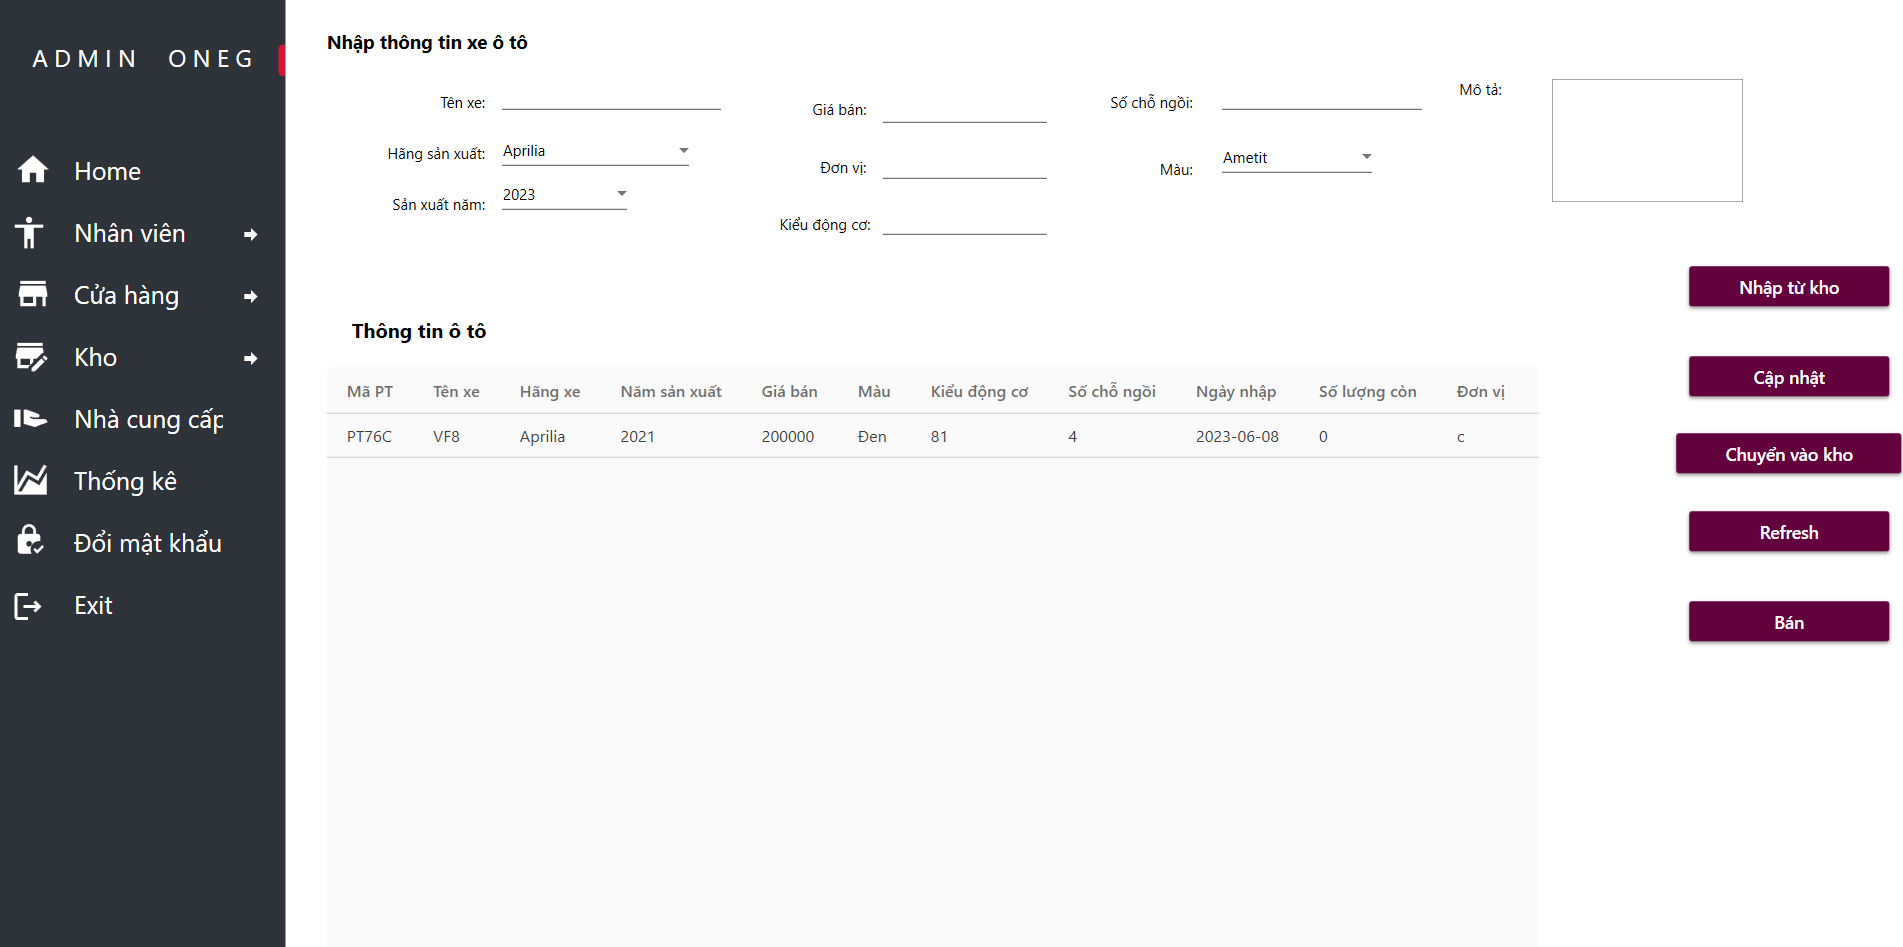 ADMIN ONEG
Home
Nhân viên
Cửa hàng
Kho
Nhà cung cấp
Thống kê
Đổi mật khẩu
Exit
Nhập thông tin xe ô tô
Tên xe:
Hãng sản xuất: Aprilia
Sản xuất năm: 2023
Giá bán:
Đơn vị:
Kiểu động cơ:
Số chỗ ngồi:
Màu: Ametit
Mô tả:
Nhập từ kho
Cập nhật
Chuyển vào kho
Refresh
Bán
Thông tin ô tô
Mã PT Tên xe Hãng xe Năm sản xuất Giá bán Màu Kiểu động cơ Số chỗ ngồi Ngày nhập Số lượng còn Đơn vị
PT76C VF8 Aprilia 2021 200000 Đen 81 4 2023-06-08 0 c